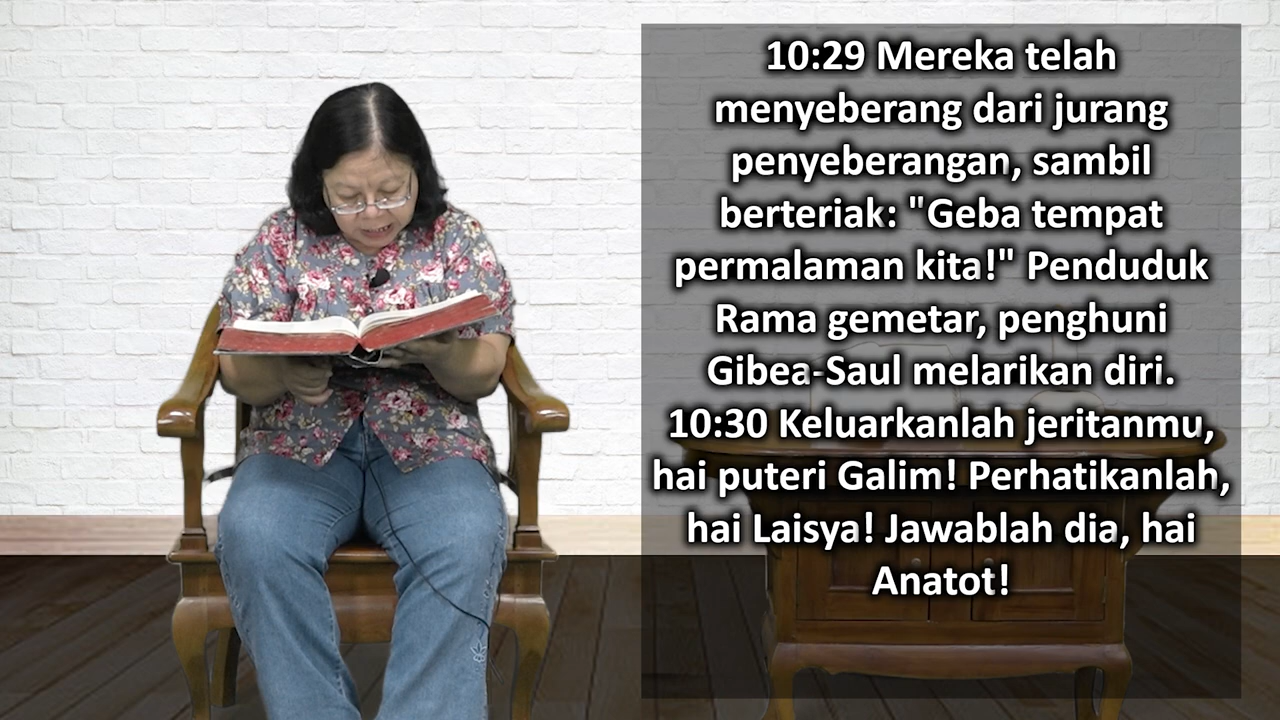 10:29 Mereka telah
menyeberang dari jurang
penyeberangan, sambil
berteriak: "Geba tempat
permalaman kita!" Penduduk
Rama gemetar, penghuni
Gibea-Saul melarikan diri.
10:30 Keluarkanlah jeritanmu,
hai puteri Galim! Perhatikanlah,
hai Laisya! Jawablah dia, hai
Anatot!